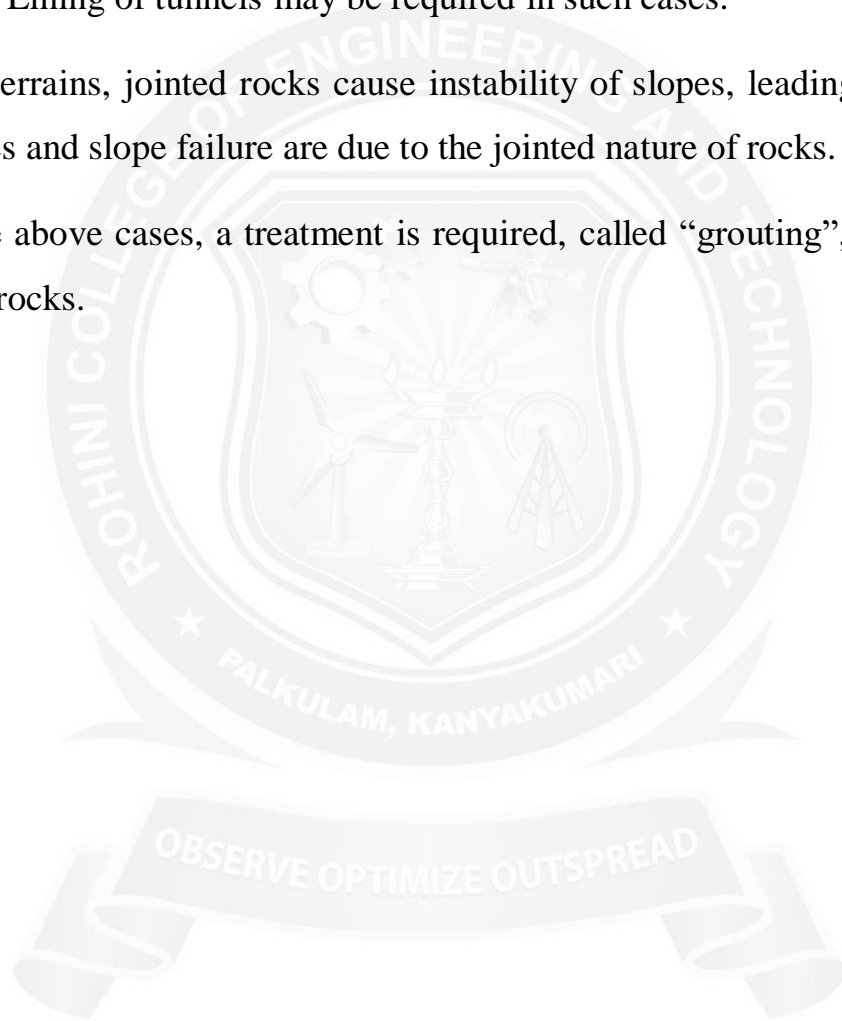 Lining of tunnels may be required in such cases.
errains, jointed rocks cause instability of slopes, leading
es and slope failure are due to the jointed nature of rocks.
e above cases, a treatment is required, called “grouting”,
rocks.
ROHINI COLLEGE OF ENGINEERING AND TECHNOLOGY
PALKULAM, KANYAKUMARI
OBSERVE OPTIMIZE OUTSPREAD